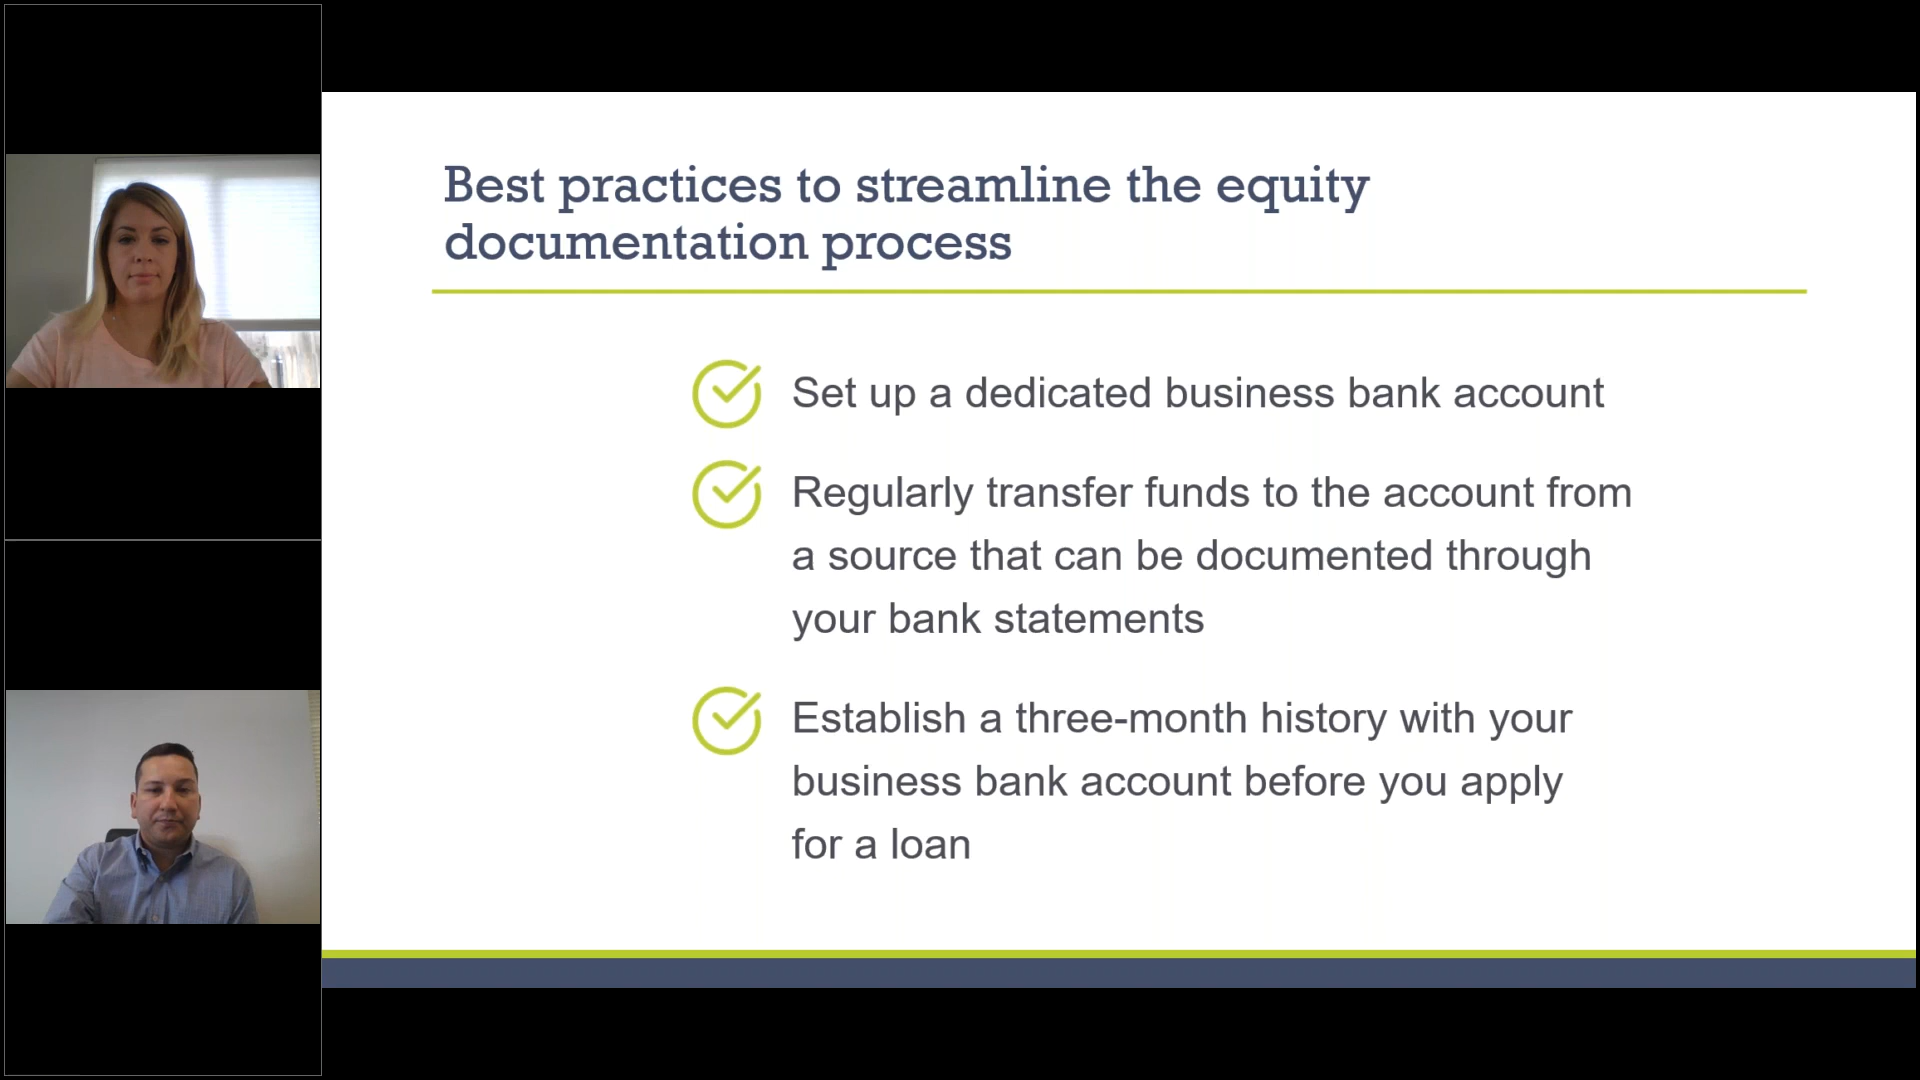 Best practices to streamline the equity
documentation process
Set up a dedicated business bank account
Regularly transfer funds to the account from
a source that can be documented through
your bank statements
Establish a three-month history with your
business bank account before you apply
for a loan